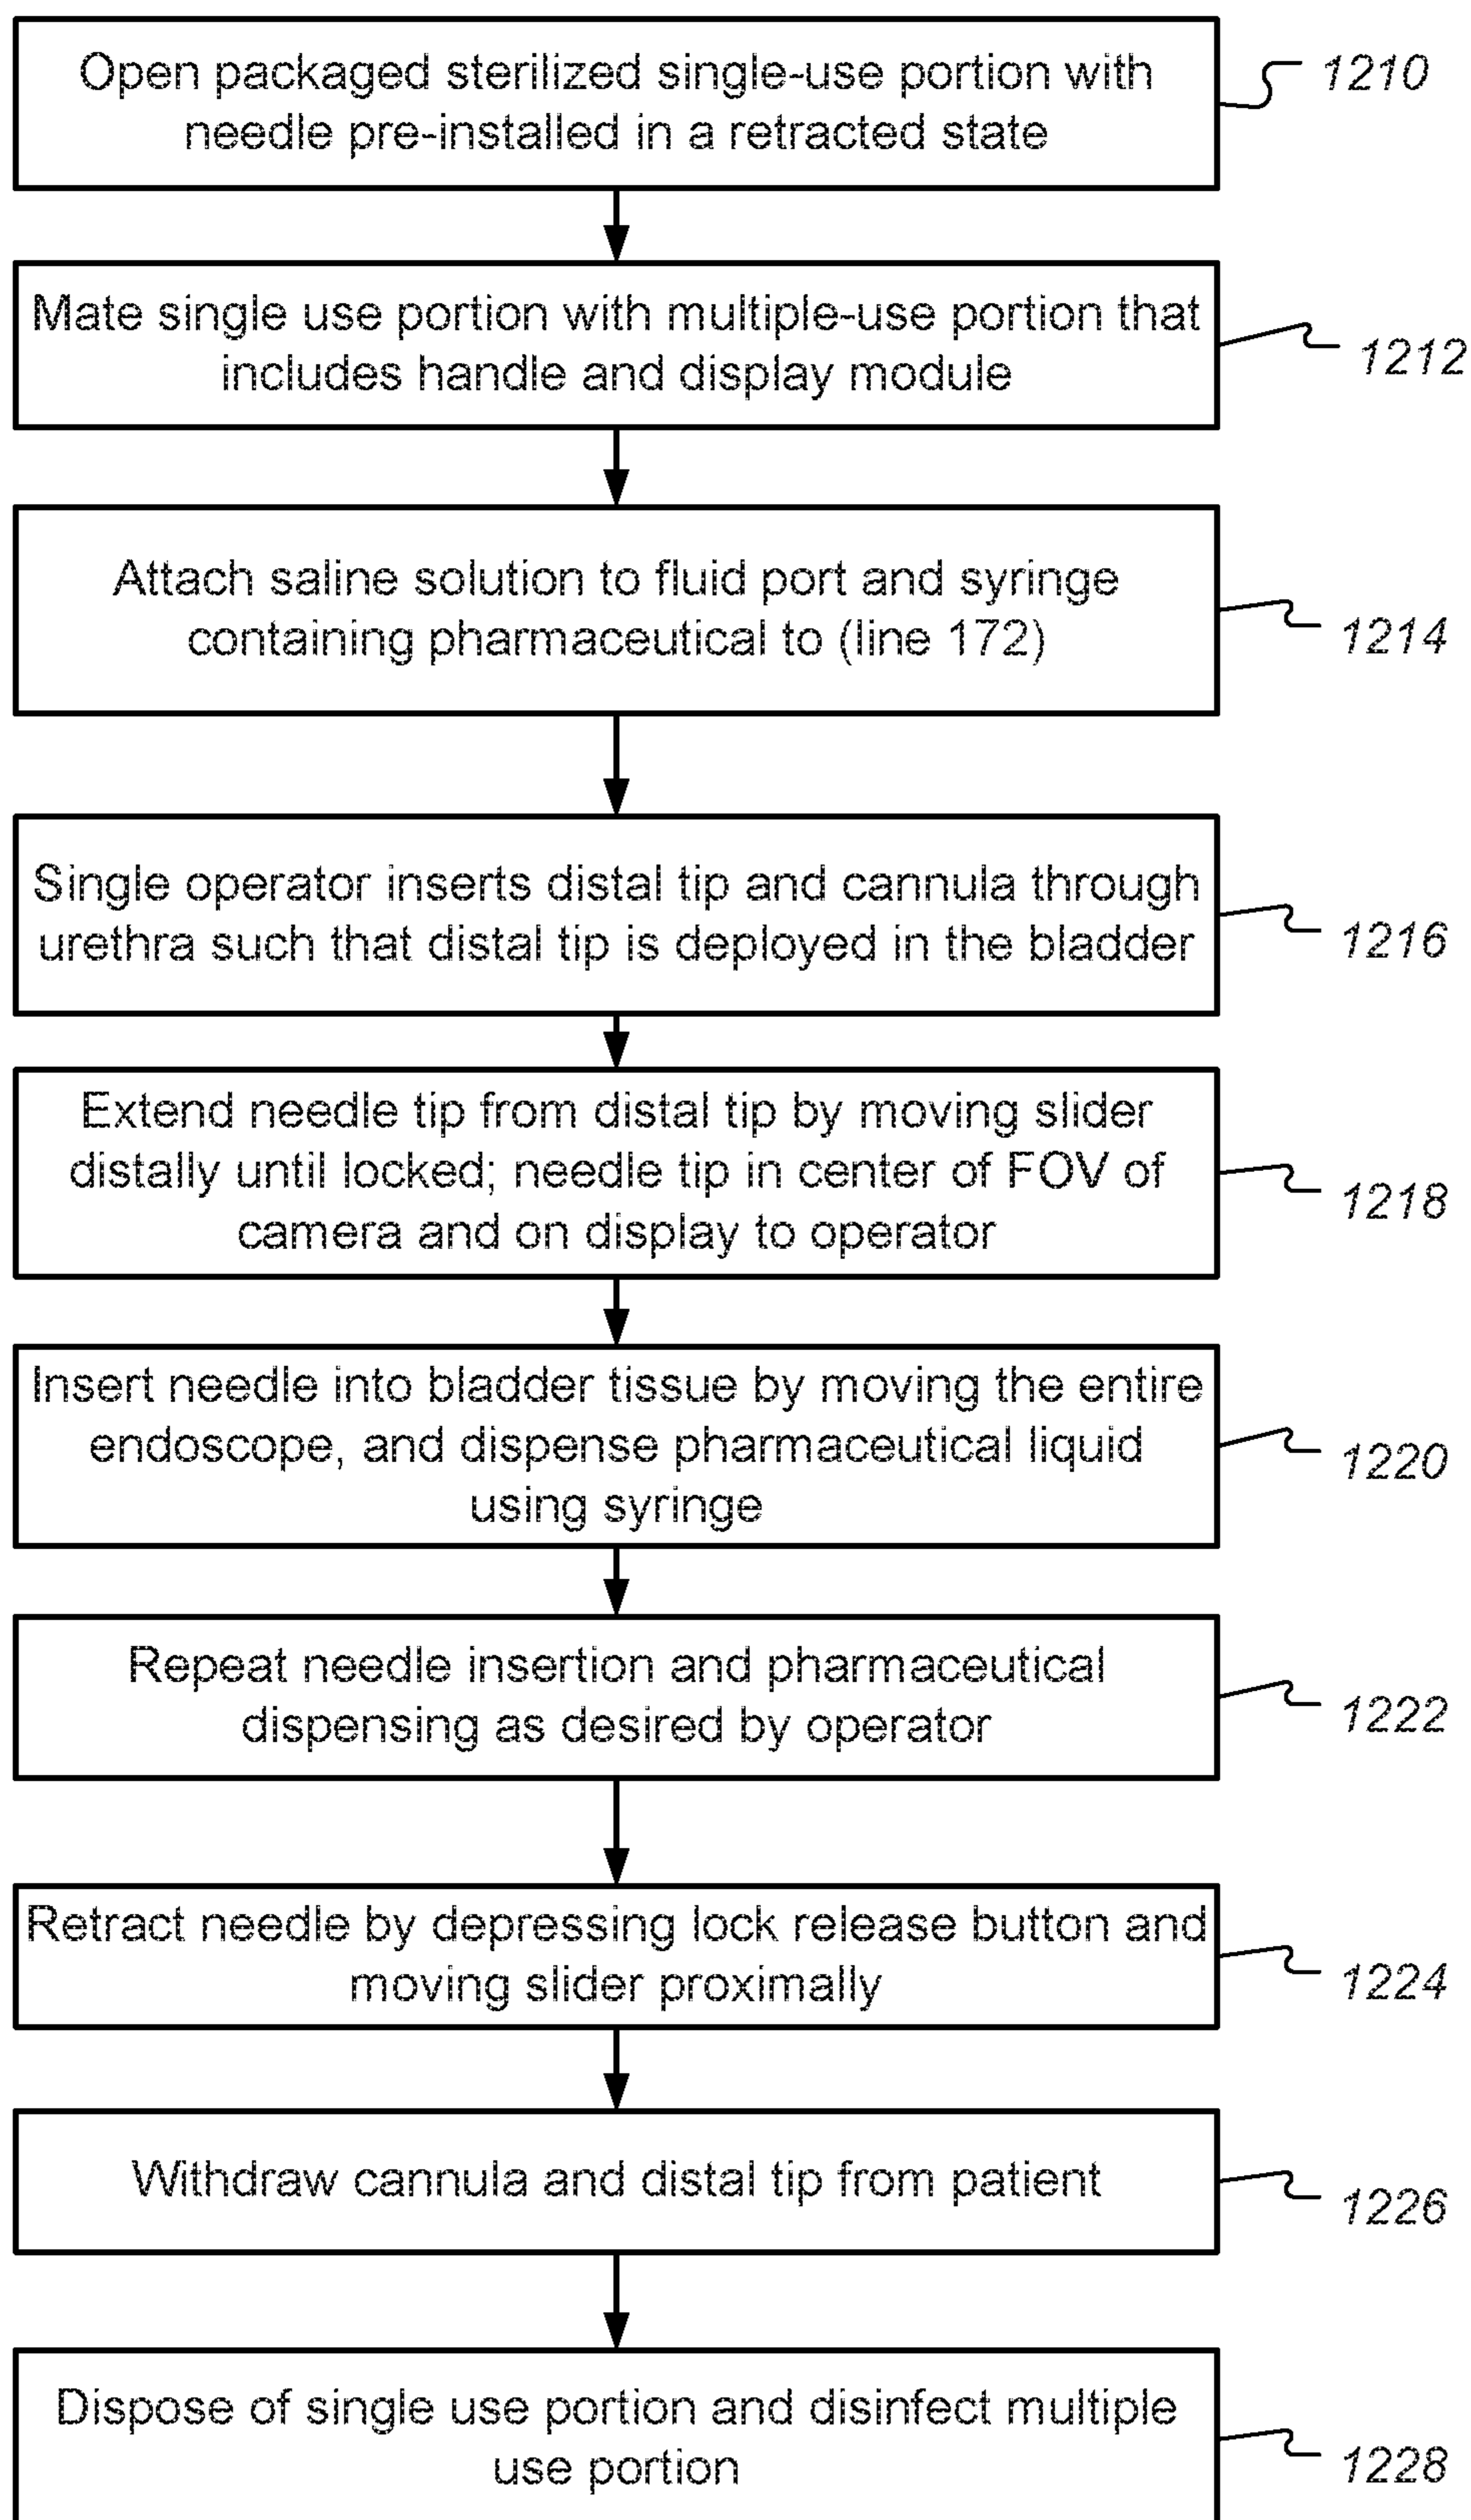 Open packaged sterilized single-use portion with
needle pre-installed in a retracted state
1210
Mate single use portion with multiple-use portion that
includes handle and display module
1212
Attach saline solution to fluid port and syringe
containing pharmaceutical to (line 172)
1214
Single operator inserts distal tip and cannula through
urethra such that distal tip is deployed in the bladder
1216
Extend needle tip from distal tip by moving slider
distally until locked; needle tip in center of FOV of
camera and on display to operator
1218
Insert needle into bladder tissue by moving the entire
endoscope, and dispense pharmaceutical liquid
using syringe
1220
Repeat needle insertion and pharmaceutical
dispensing as desired by operator
1222
Retract needle by depressing lock release button and
moving slider proximally
1224
Withdraw cannula and distal tip from patient
1226
Dispose of single use portion and disinfect multiple
use portion
1228